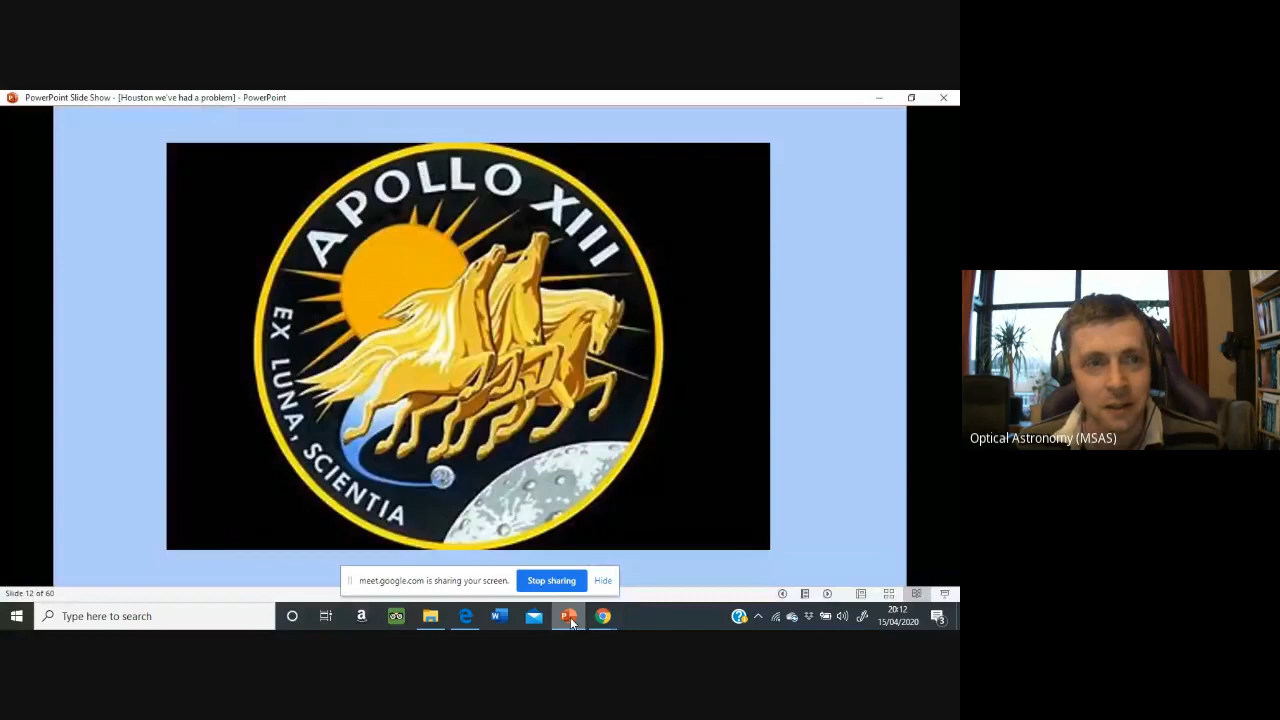 PowerPoint Slide Show - [Houston we've had a problem] - PowerPoint
APOLLO XIII
EX LUNA, SCIENTIA
Optical Astronomy (MSAS)
meet.google.com is sharing your screen.
Stop sharing
Hide
Slide 12 of 60
Type here to search
20:12
15/04/2020
3